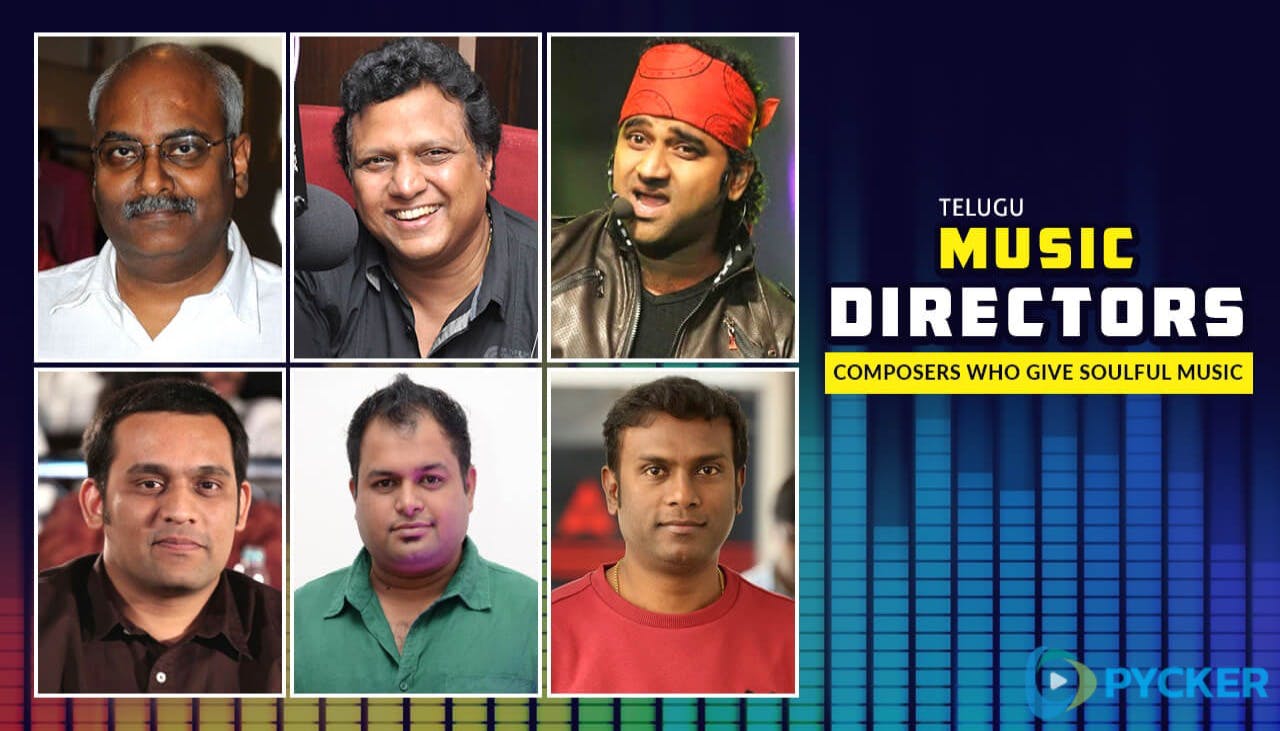 TELUGU
MUSIC
DIRECTORS
COMPOSERS WHO GIVE SOULFUL MUSIC
PYCKER